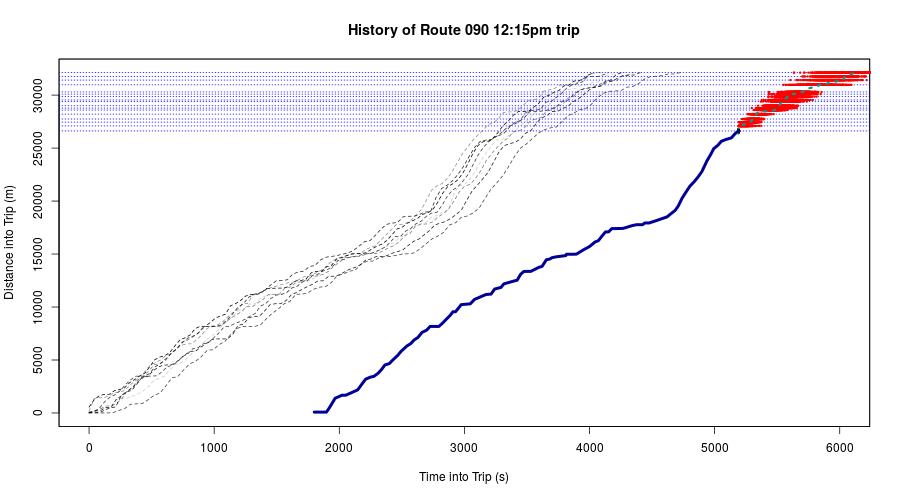 History of Route 090 12:15pm trip
Distance into Trip (m)
30000
25000
20000
15000
10000
5000
0
0 1000 2000 3000 4000 5000 6000
Time into Trip (s)